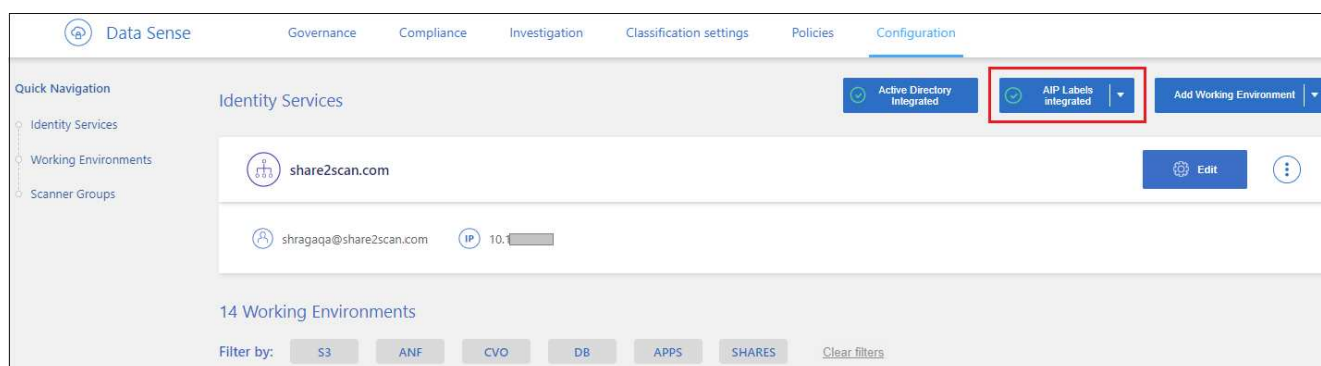 Data Sense Governance Compliance Investigation Classification settings Policies Configuration
Quick Navigation
Identity Services
Working Environments
Scanner Groups
Identity Services
Active Directory
Integrated
AIP Labels
integrated
Add Working Environment
share2scan.com
Edit
shragaqa@share2scan.com IP 10.1
14 Working Environments
Filter by: S3 ANF CVO DB APPS SHARES Clear filters